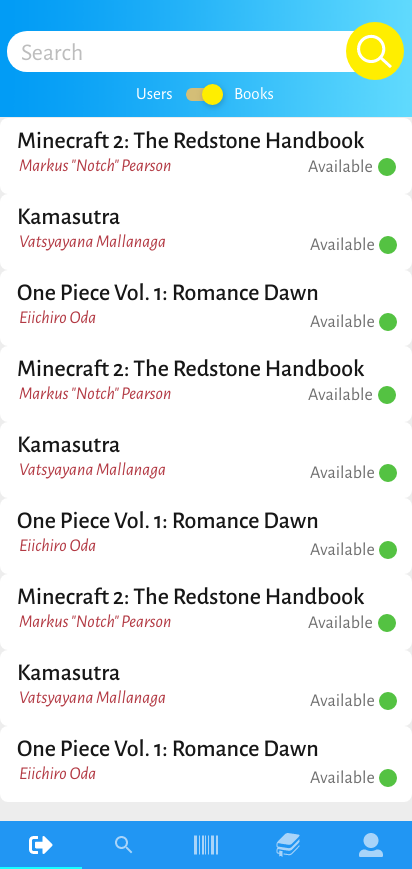 Search
Users Books
Minecraft 2: The Redstone Handbook
Markus "Notch" Pearson Available
Kamasutra
Vatsyayana Mallanaga Available
One Piece Vol. 1: Romance Dawn
Eiichiro Oda Available
Minecraft 2: The Redstone Handbook
Markus "Notch" Pearson Available
Kamasutra
Vatsyayana Mallanaga Available
One Piece Vol. 1: Romance Dawn
Eiichiro Oda Available
Minecraft 2: The Redstone Handbook
Markus "Notch" Pearson Available
Kamasutra
Vatsyayana Mallanaga Available
One Piece Vol. 1: Romance Dawn
Eiichiro Oda Available